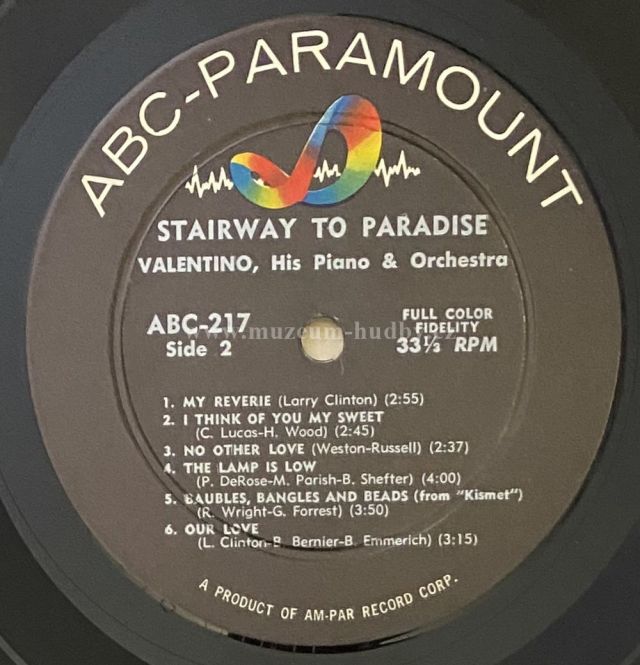 ABC-PARAMOUNT
STAIRWAY TO PARADISE
VALENTINO, His Piano & Orchestra
ABC-217
Side 2
FULL COLOR
FIDELITY
33⅓ RPM
www.muzeum-hudby.cz
1. MY REVERIE (Larry Clinton) (2:55)
2. I THINK OF YOU MY SWEET
(C. Lucas-H. Wood) (2:45)
3. NO OTHER LOVE (Weston-Russell) (2:37)
4. THE LAMP IS LOW
(P. DeRose-M. Parish-B. Shefter) (4:00)
5. BAUBLES, BANGLES AND BEADS (from "Kismet")
(R. Wright-G. Forrest) (3:50)
6. OUR LOVE
(L. Clinton-B. Bernier-B. Emmerich) (3:15)
A PRODUCT OF AM-PAR RECORD CORP.